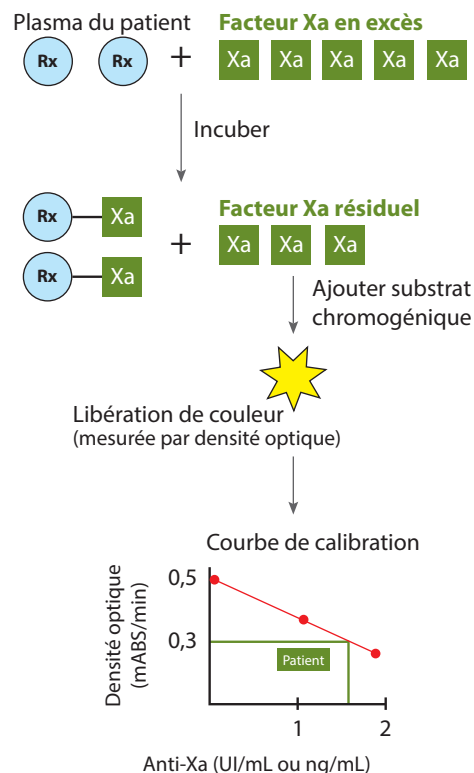 Plasma du patient
Facteur Xa en excès
Rx Rx + Xa Xa Xa Xa Xa
Incuber
Rx Xa
Facteur Xa résiduel
+ Xa Xa Xa
Rx Xa
Ajouter substrat
chromogénique
Libération de couleur
(mesurée par densité optique)
Courbe de calibration
Densité optique
(mABS/min)
0,5
0,3
Patient
1 2
Anti-Xa (UI/mL ou ng/mL)